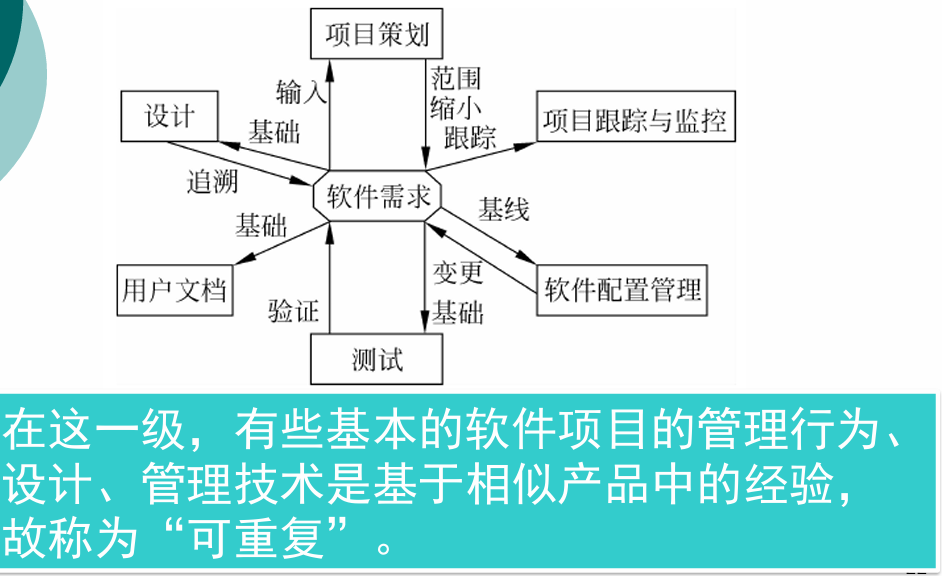 项目策划
输入
范围
缩小
跟踪
设计
基础
项目跟踪与监控
追溯
软件需求
基线
基础
用户文档
变更
软件配置管理
验证
基础
测试
在这一级，有些基本的软件项目的管理行为、
设计、管理技术是基于相似产品中的经验，
故称为“可重复”。